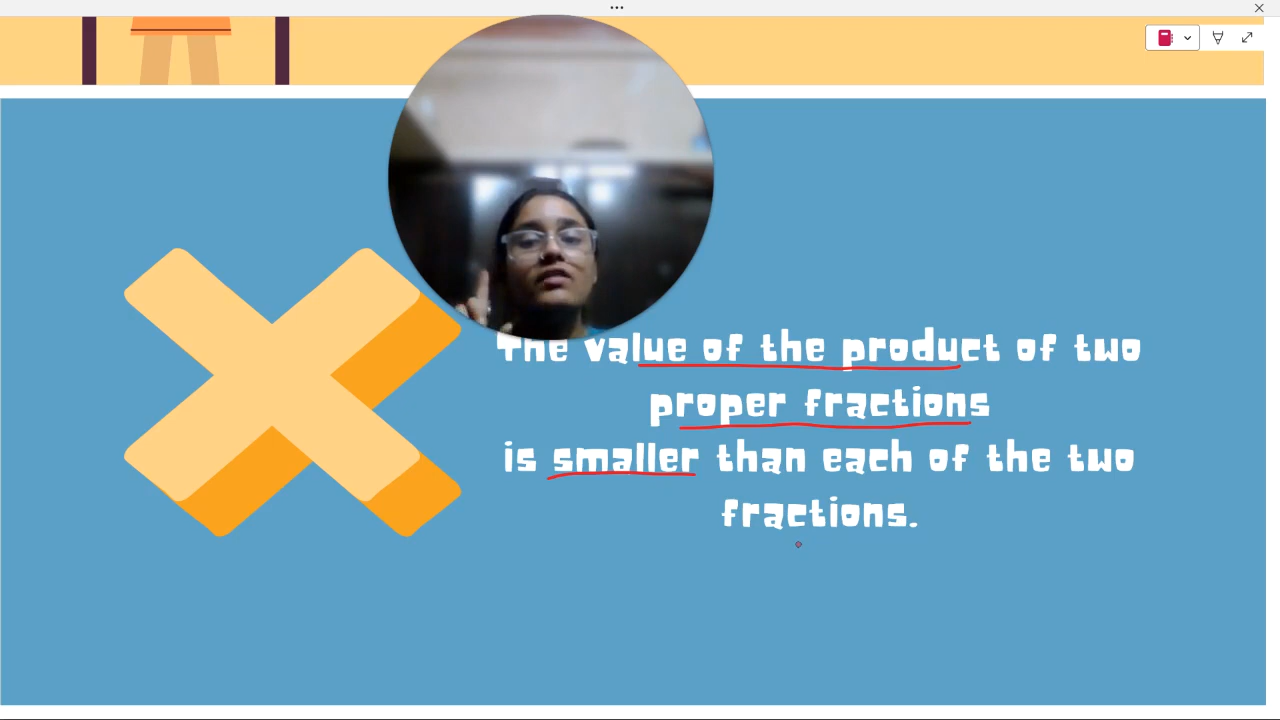 The value of the product of two
proper fractions
is smaller than each of the two
fractions.